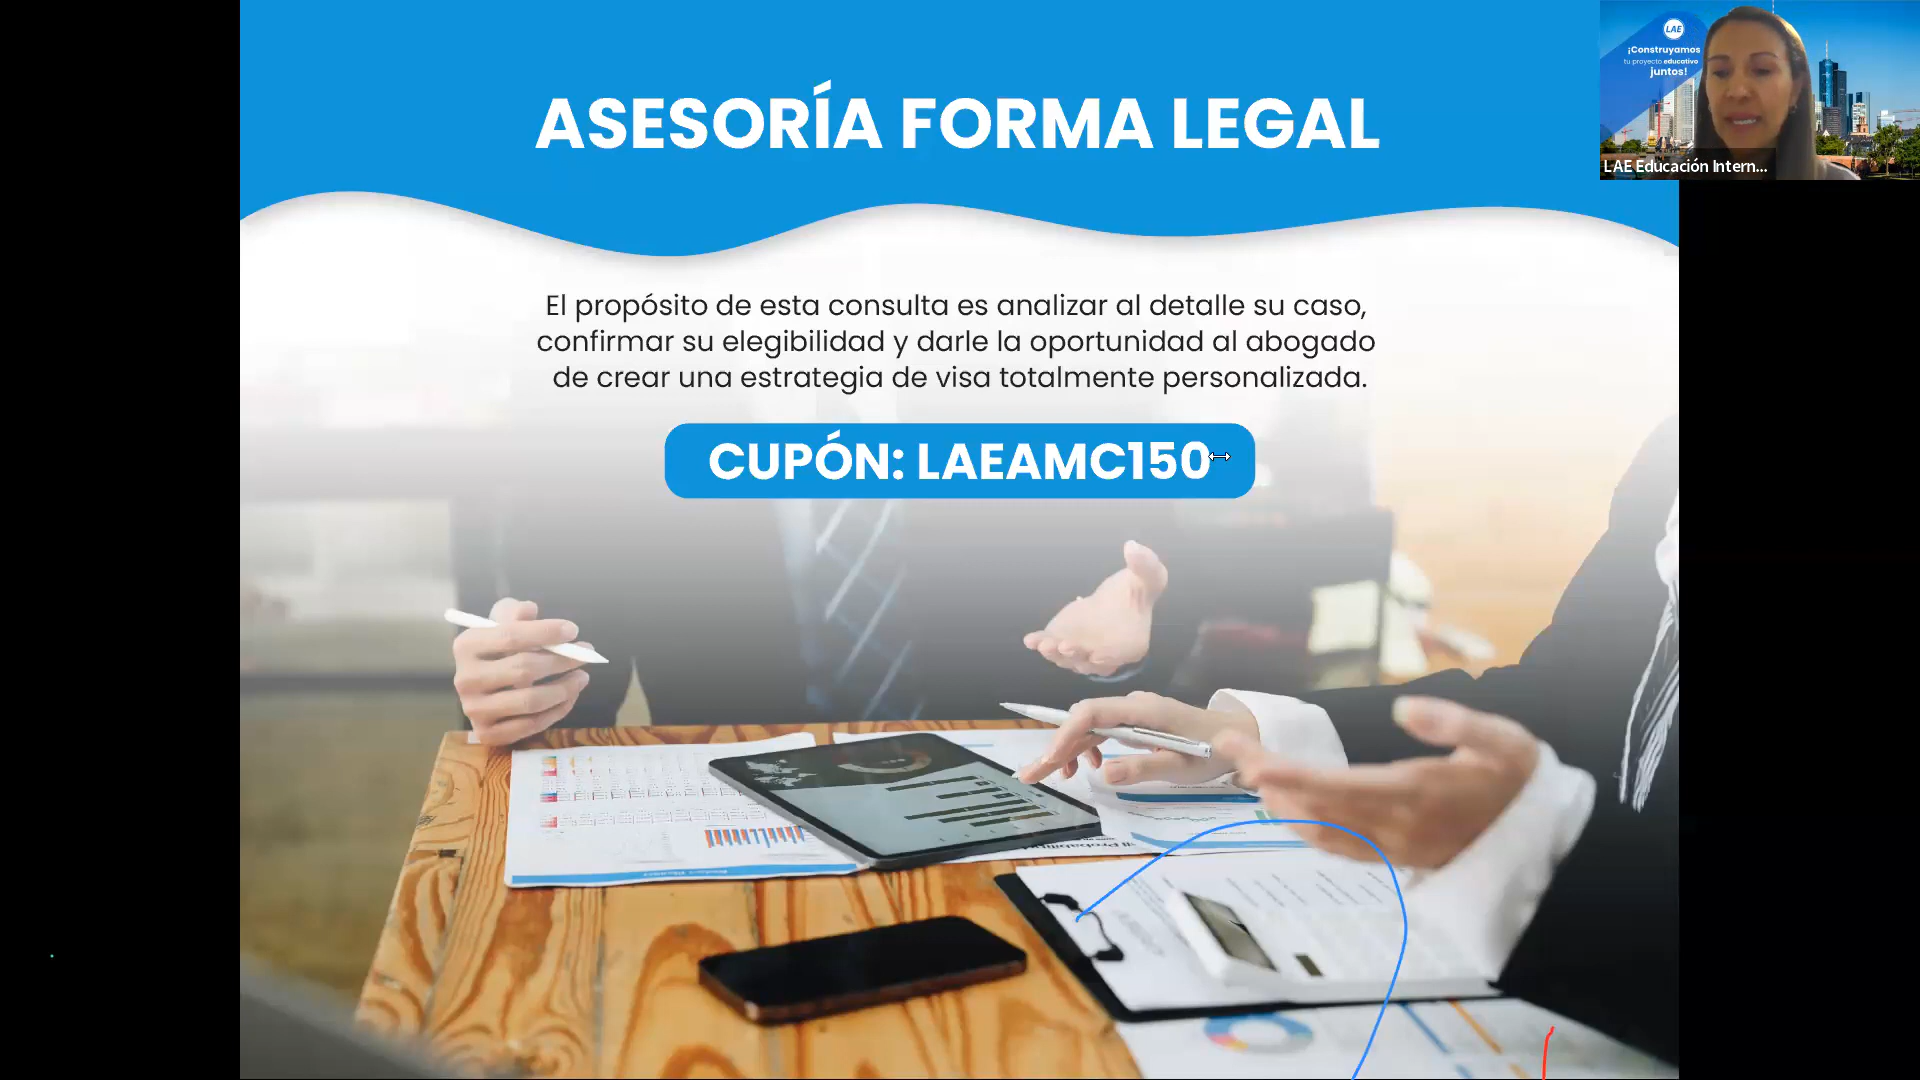 ASESORÍA FORMA LEGAL
LAE
¡Construyamos
tu proyecto educativo
juntos!
LAE Educación Intern...
El propósito de esta consulta es analizar al detalle su caso,
confirmar su elegibilidad y darle la oportunidad al abogado
de crear una estrategia de visa totalmente personalizada.
CUPÓN: LAEAMC150